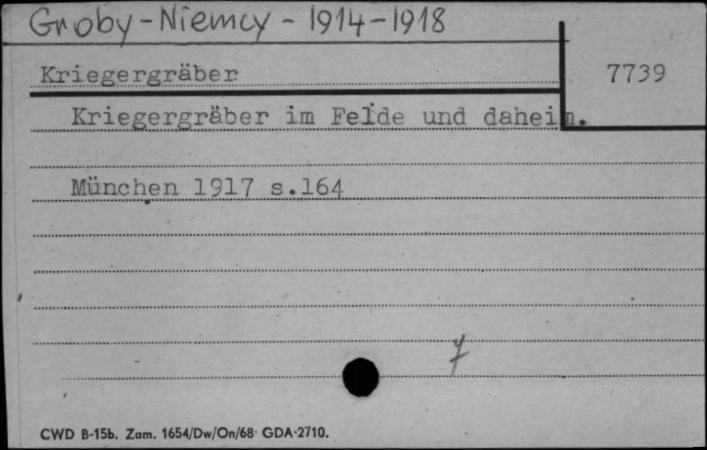 Groby-Niemcy - 1914-1918
Kriegergräber
7739
Kriegergräber im Felde und daheim.
München 1917 s.164
CWD B-15b. Zam. 1654/Dw/On/68 GDA-2710.